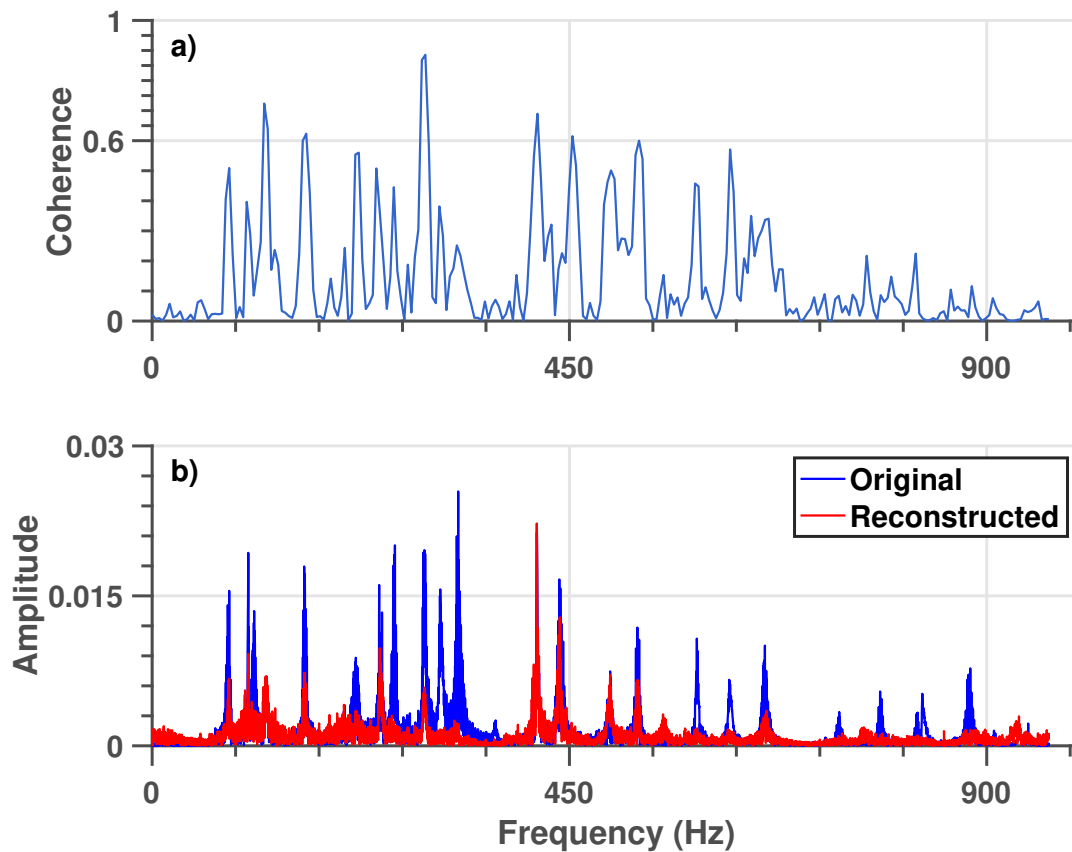 a)
1
0.6
0
Coherence
0 450 900
b)
0.03
0.015
0
Amplitude
Original
Reconstructed
0 450 900
Frequency (Hz)